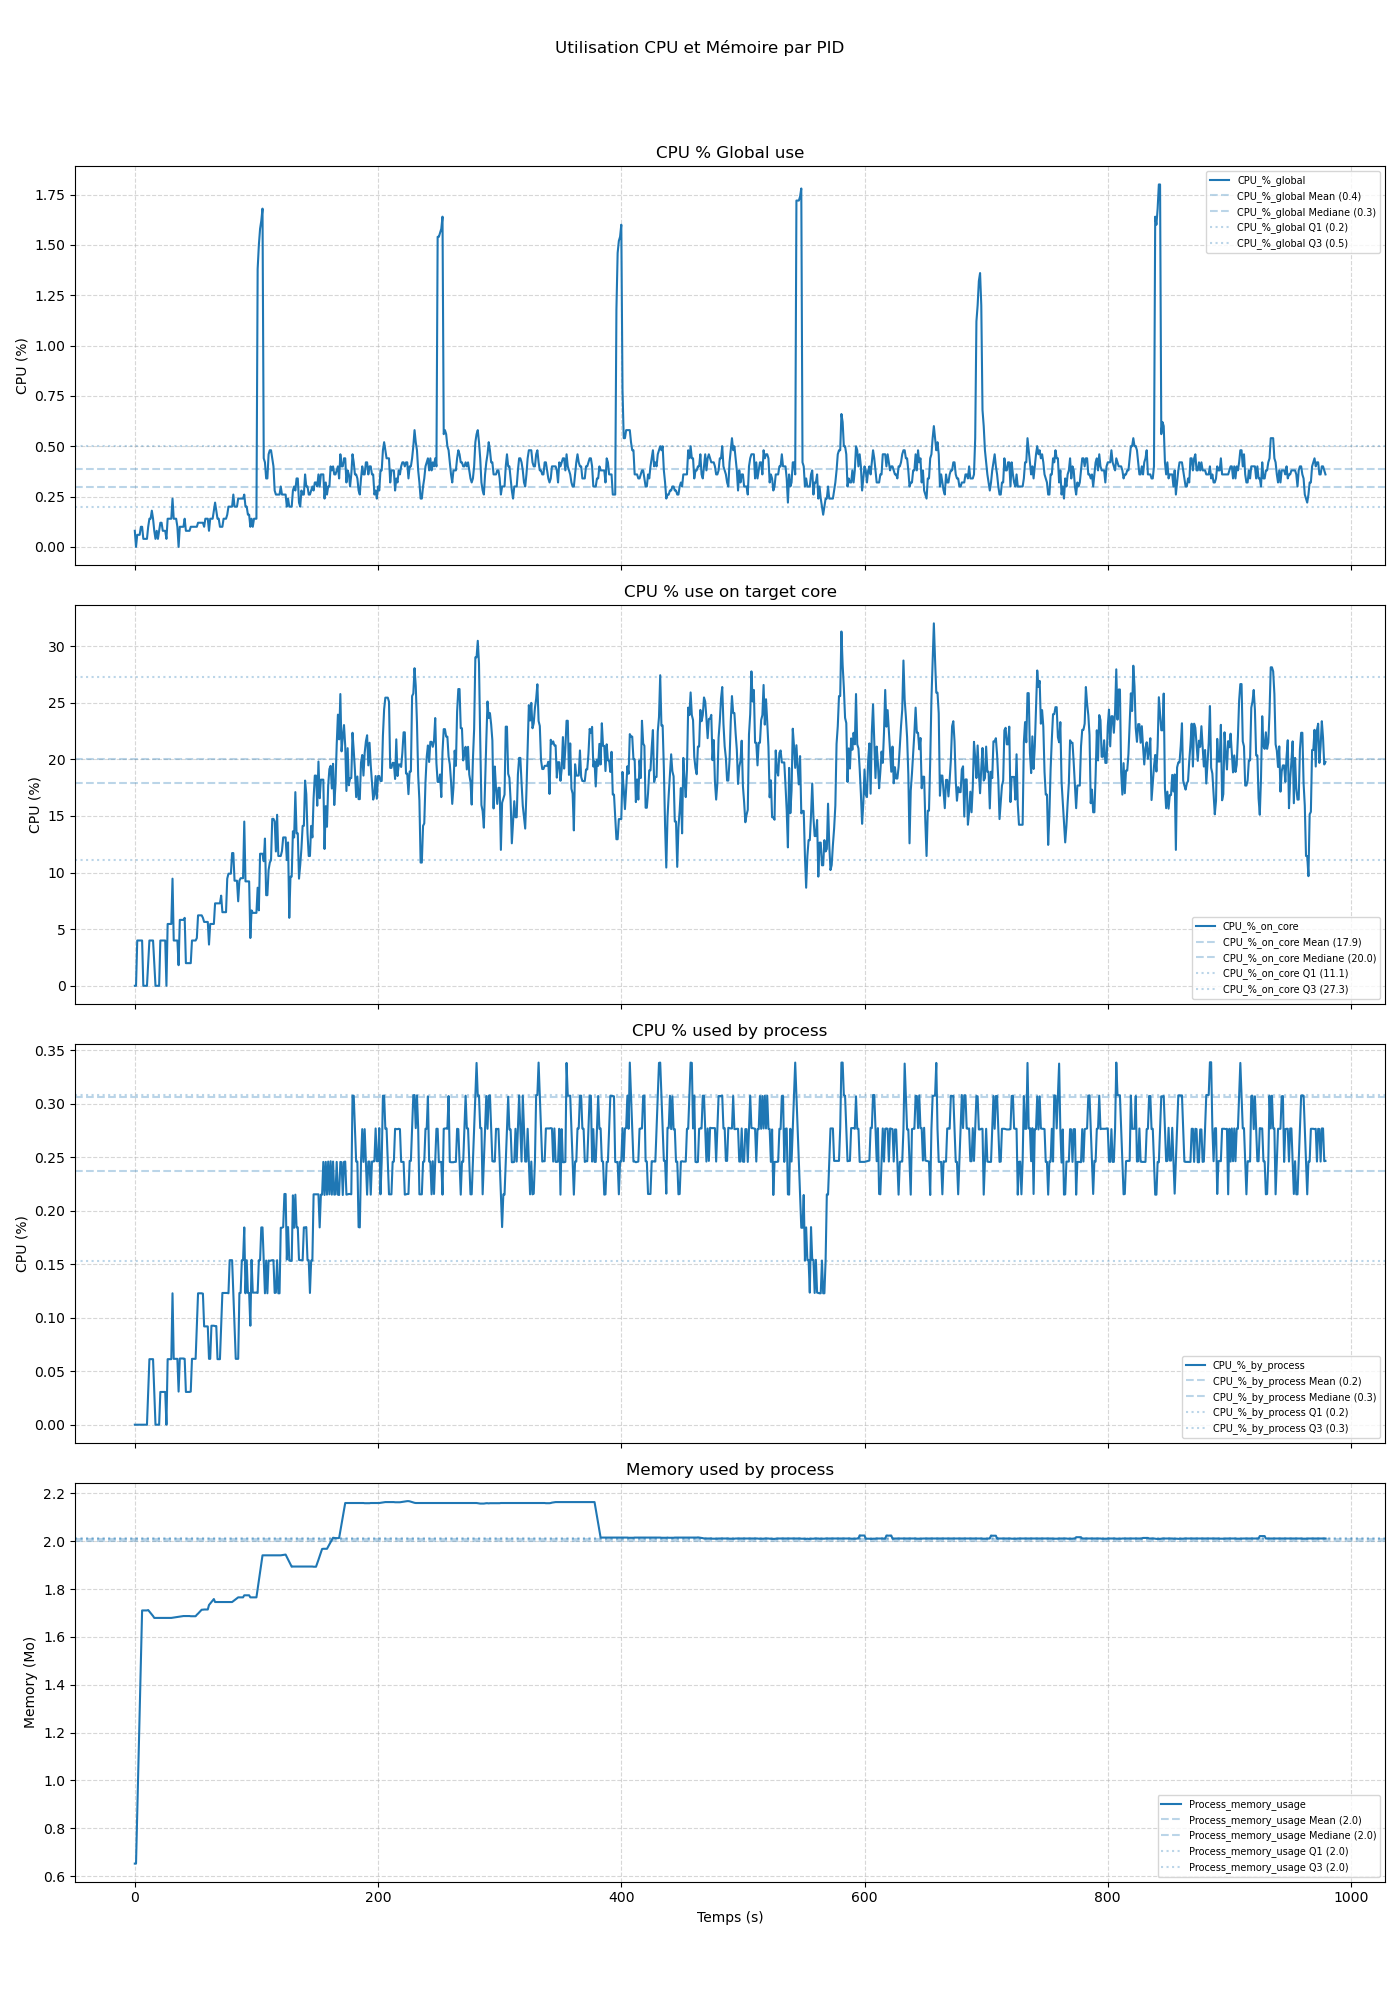 Utilisation CPU et Mémoire par PID
CPU % Global use
CPU (%)
1.75
1.50
1.25
1.00
0.75
0.50
0.25
0.00
CPU_%_global
CPU_%_global Mean (0.4)
CPU_%_global Mediane (0.3)
CPU_%_global Q1 (0.2)
CPU_%_global Q3 (0.5)
CPU % use on target core
CPU (%)
30
25
20
15
10
5
0
CPU_%_on_core
CPU_%_on_core Mean (17.9)
CPU_%_on_core Mediane (20.0)
CPU_%_on_core Q1 (11.1)
CPU_%_on_core Q3 (27.3)
CPU % used by process
CPU (%)
0.35
0.30
0.25
0.20
0.15
0.10
0.05
0.00
CPU_%_by_process
CPU_%_by_process Mean (0.2)
CPU_%_by_process Mediane (0.3)
CPU_%_by_process Q1 (0.2)
CPU_%_by_process Q3 (0.3)
Memory used by process
Memory (Mo)
2.2
2.0
1.8
1.6
1.4
1.2
1.0
0.8
0.6
Process_memory_usage
Process_memory_usage Mean (2.0)
Process_memory_usage Mediane (2.0)
Process_memory_usage Q1 (2.0)
Process_memory_usage Q3 (2.0)
0 200 400 600 800 1000
Temps (s)